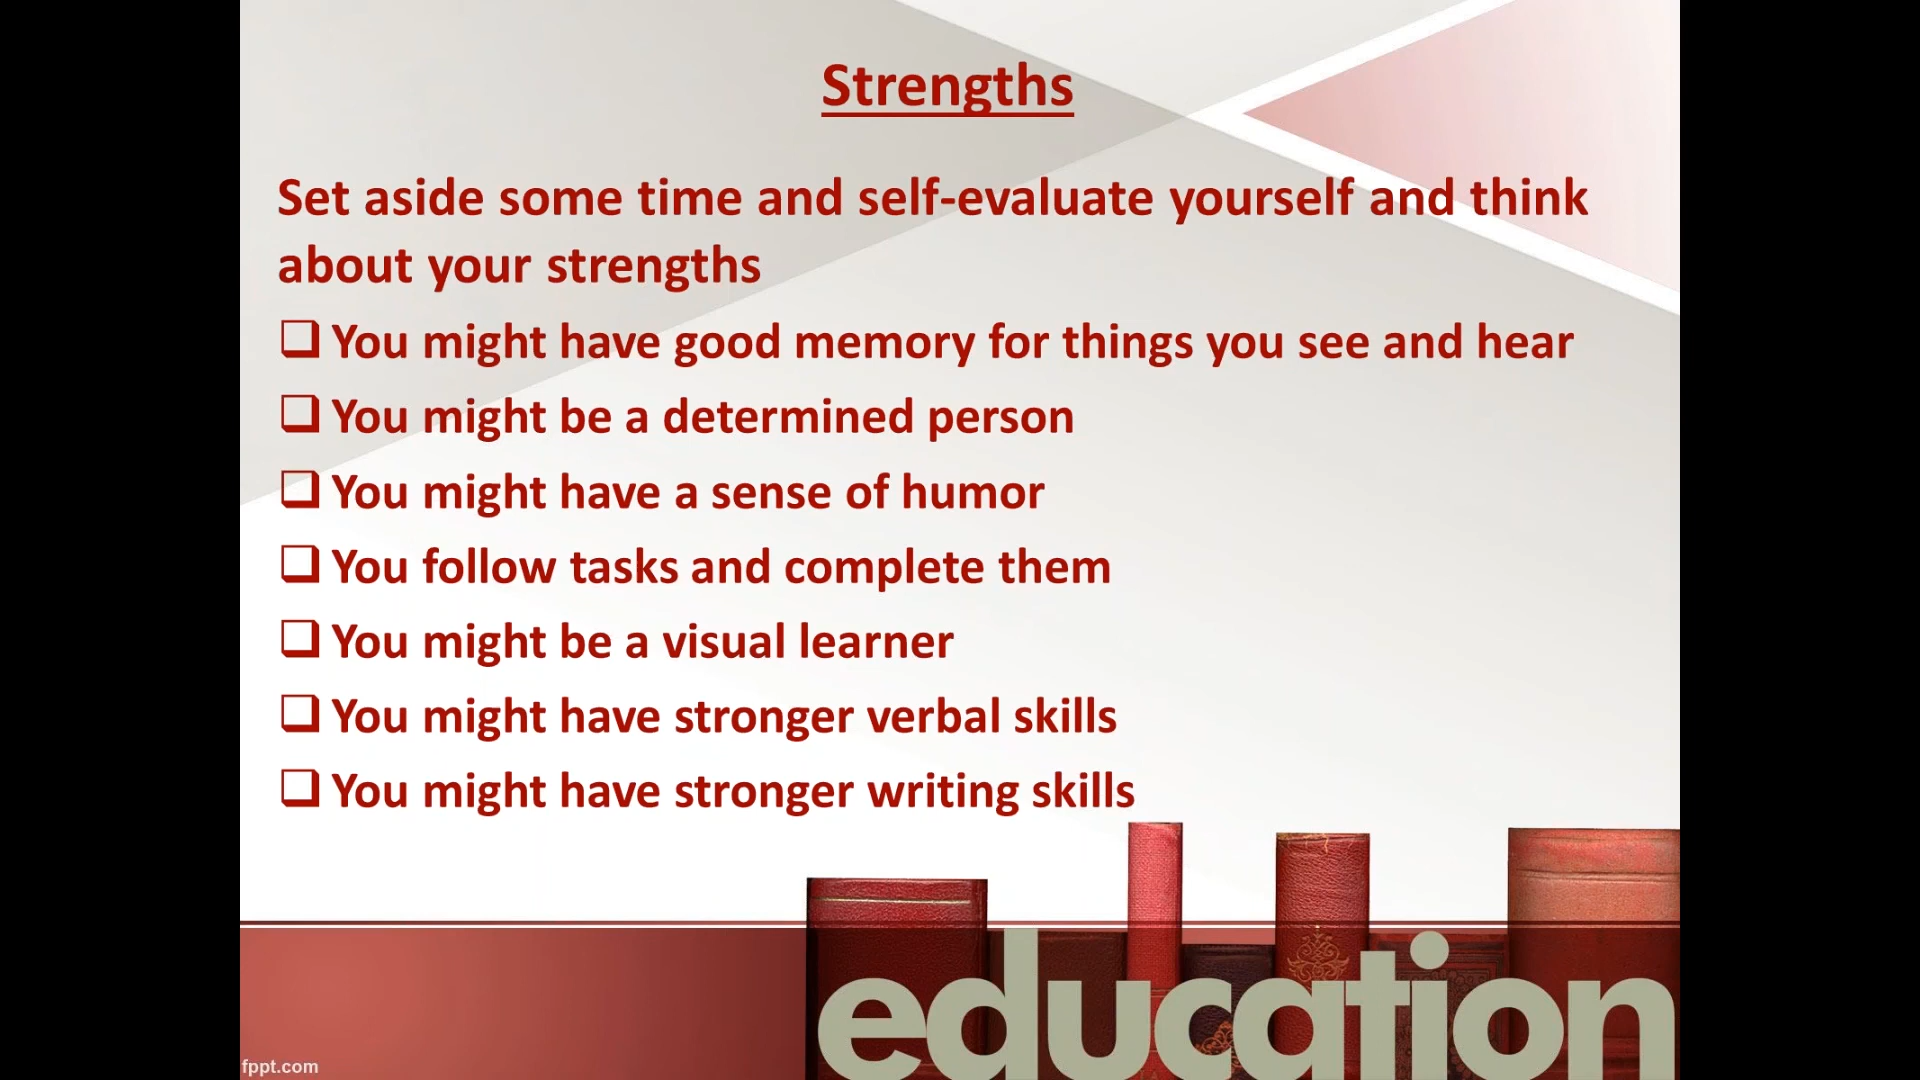 Strengths
Set aside some time and self-evaluate yourself and think
about your strengths
❑ You might have good memory for things you see and hear
❑ You might be a determined person
❑ You might have a sense of humor
❑ You follow tasks and complete them
❑ You might be a visual learner
❑ You might have stronger verbal skills
❑ You might have stronger writing skills
education
fppt.com